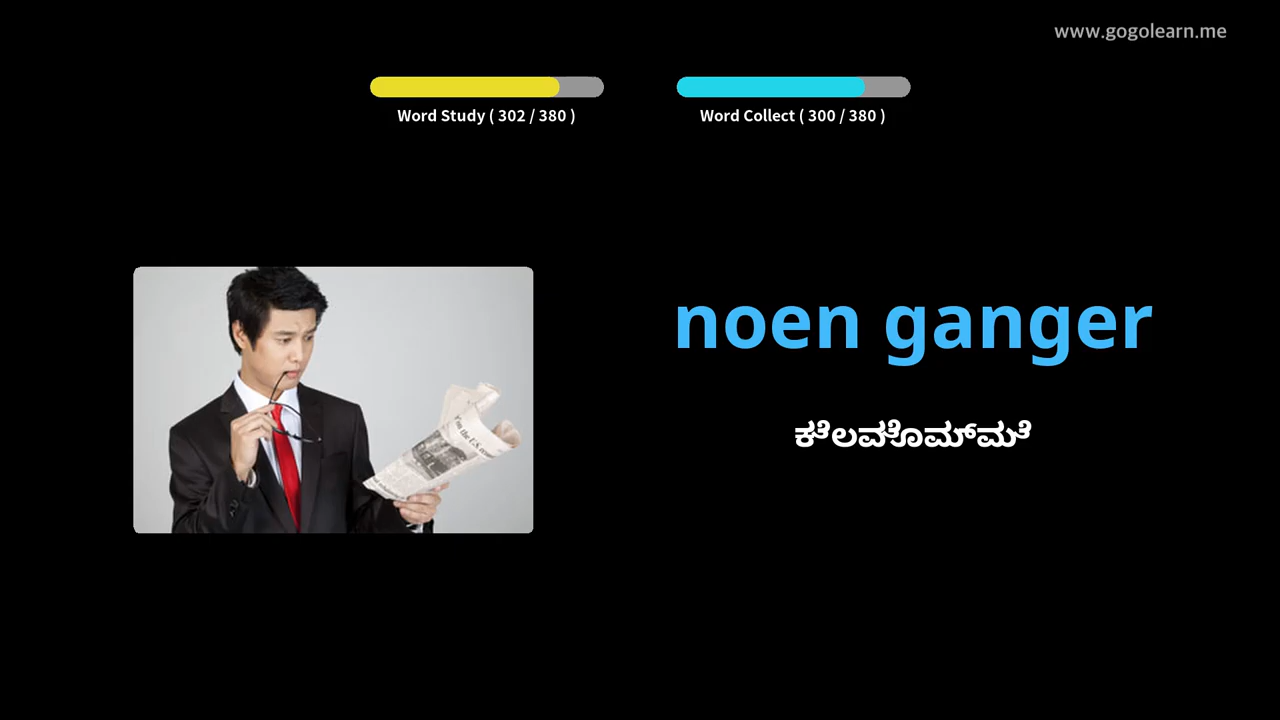 www.gogolearn.me
Word Study ( 302 / 380 )
Word Collect ( 300 / 380 )
noen ganger
ಕೆಲವೊಮ್ಮೆ